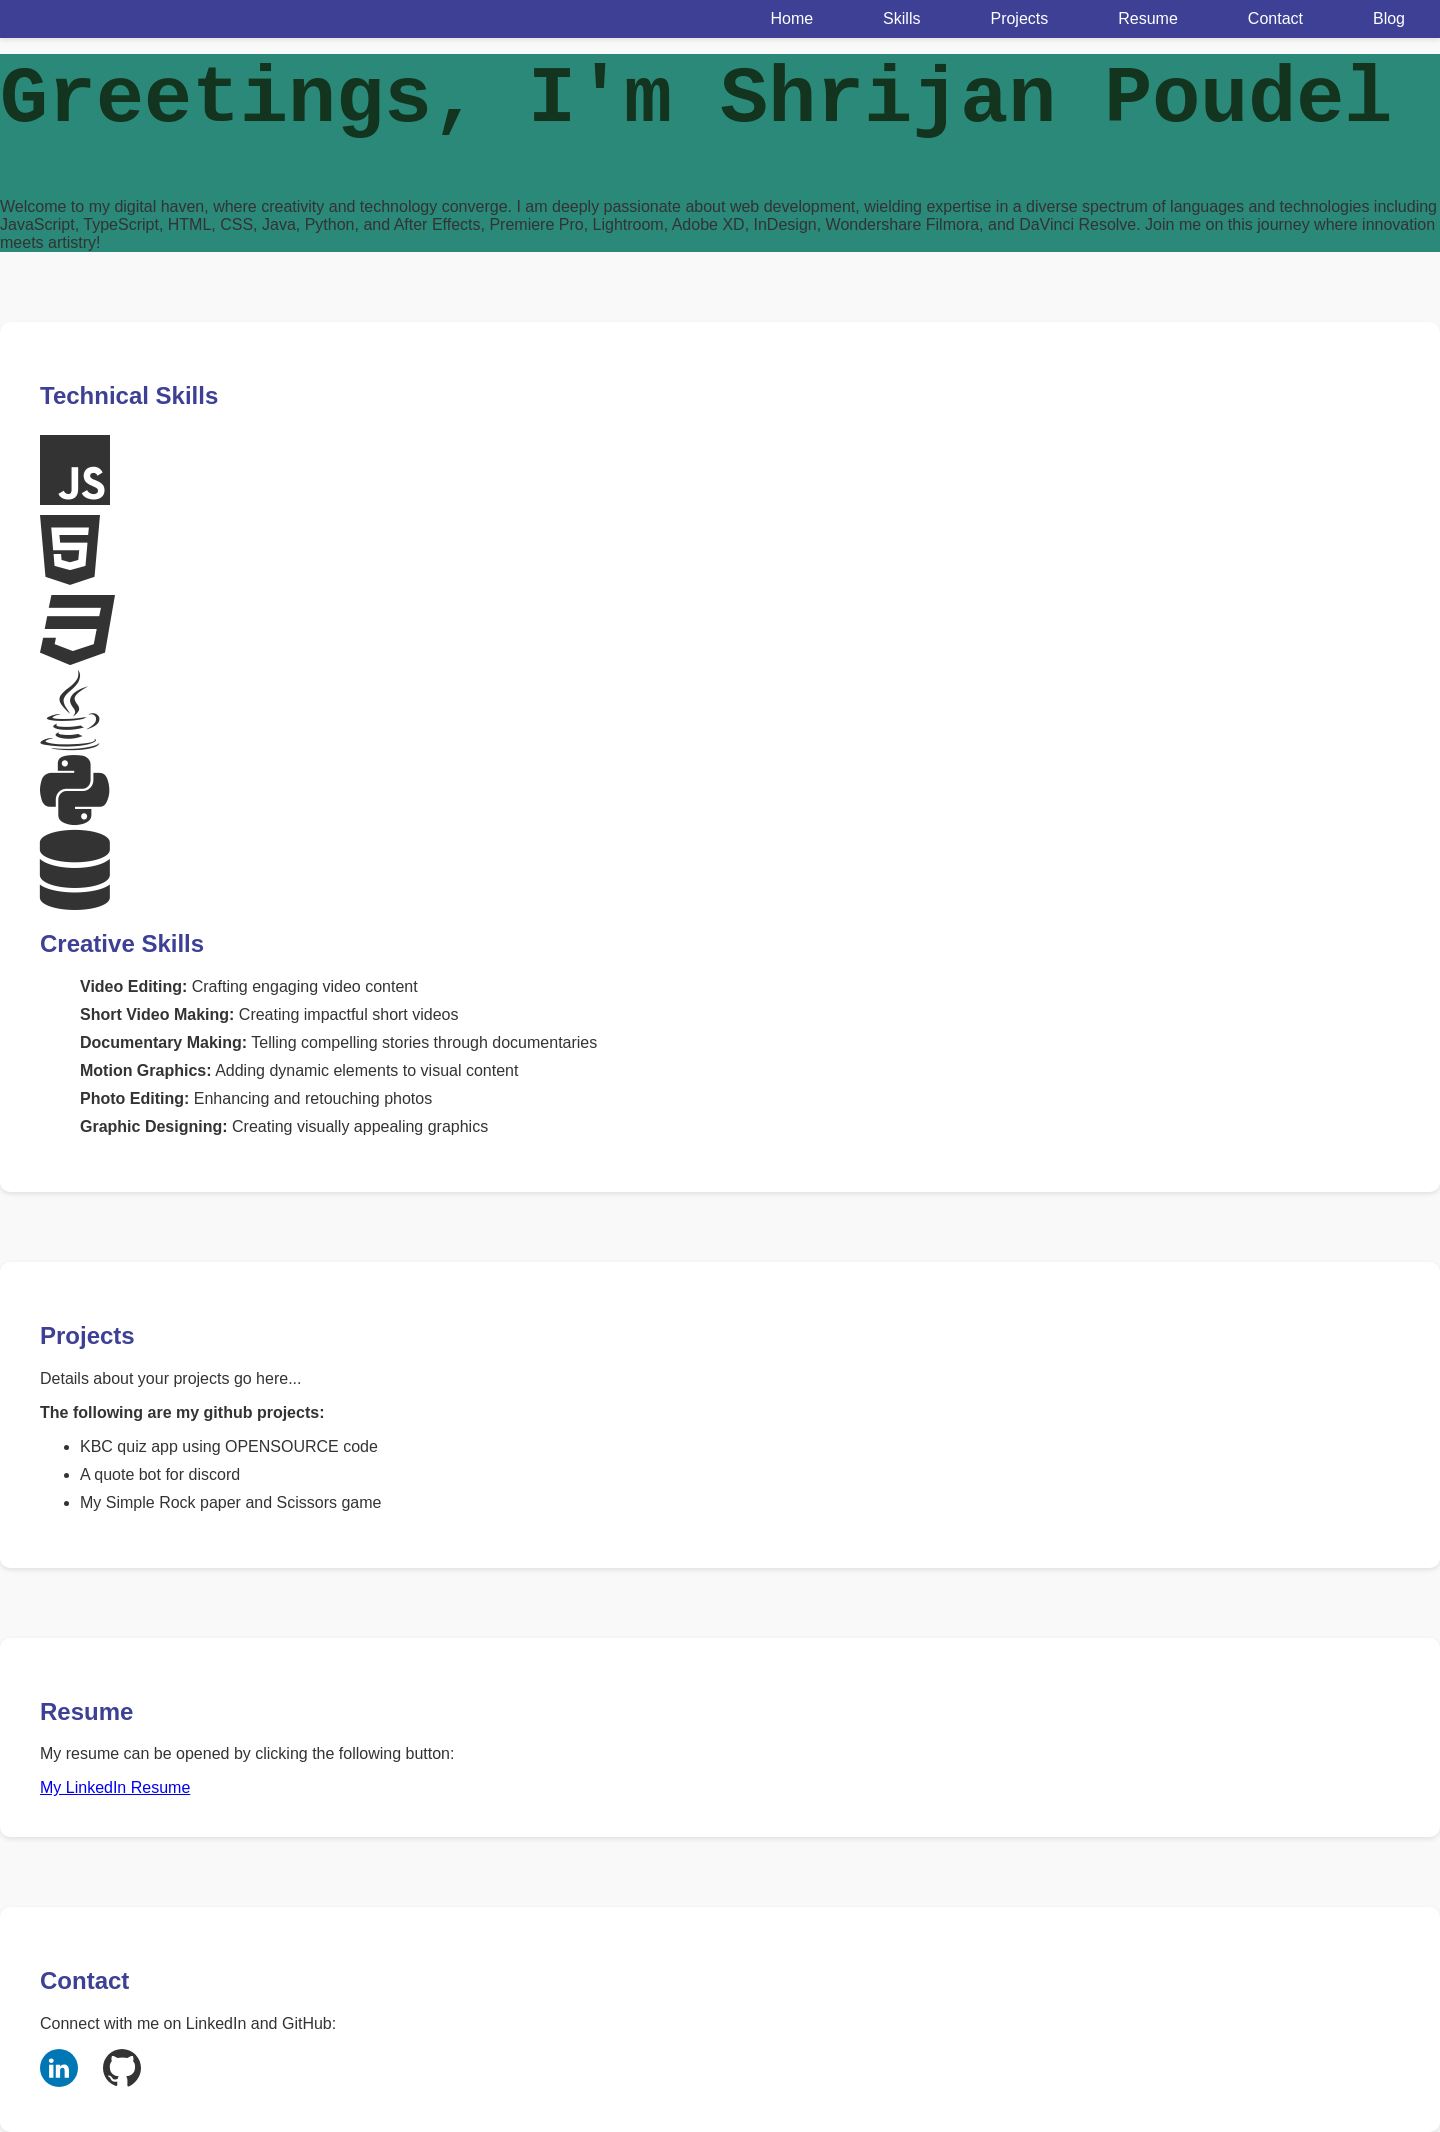 Home Skills Projects Resume Contact Blog
Greetings, I'm Shrijan Poudel
Welcome to my digital haven, where creativity and technology converge. I am deeply passionate about web development, wielding expertise in a diverse spectrum of languages and technologies including
JavaScript, TypeScript, HTML, CSS, Java, Python, and After Effects, Premiere Pro, Lightroom, Adobe XD, InDesign, Wondershare Filmora, and DaVinci Resolve. Join me on this journey where innovation
meets artistry!
Technical Skills
JS
Creative Skills
Video Editing: Crafting engaging video content
Short Video Making: Creating impactful short videos
Documentary Making: Telling compelling stories through documentaries
Motion Graphics: Adding dynamic elements to visual content
Photo Editing: Enhancing and retouching photos
Graphic Designing: Creating visually appealing graphics
Projects
Details about your projects go here...
The following are my github projects:
KBC quiz app using OPENSOURCE code
A quote bot for discord
My Simple Rock paper and Scissors game
Resume
My resume can be opened by clicking the following button:
My LinkedIn Resume
Contact
Connect with me on LinkedIn and GitHub:
in